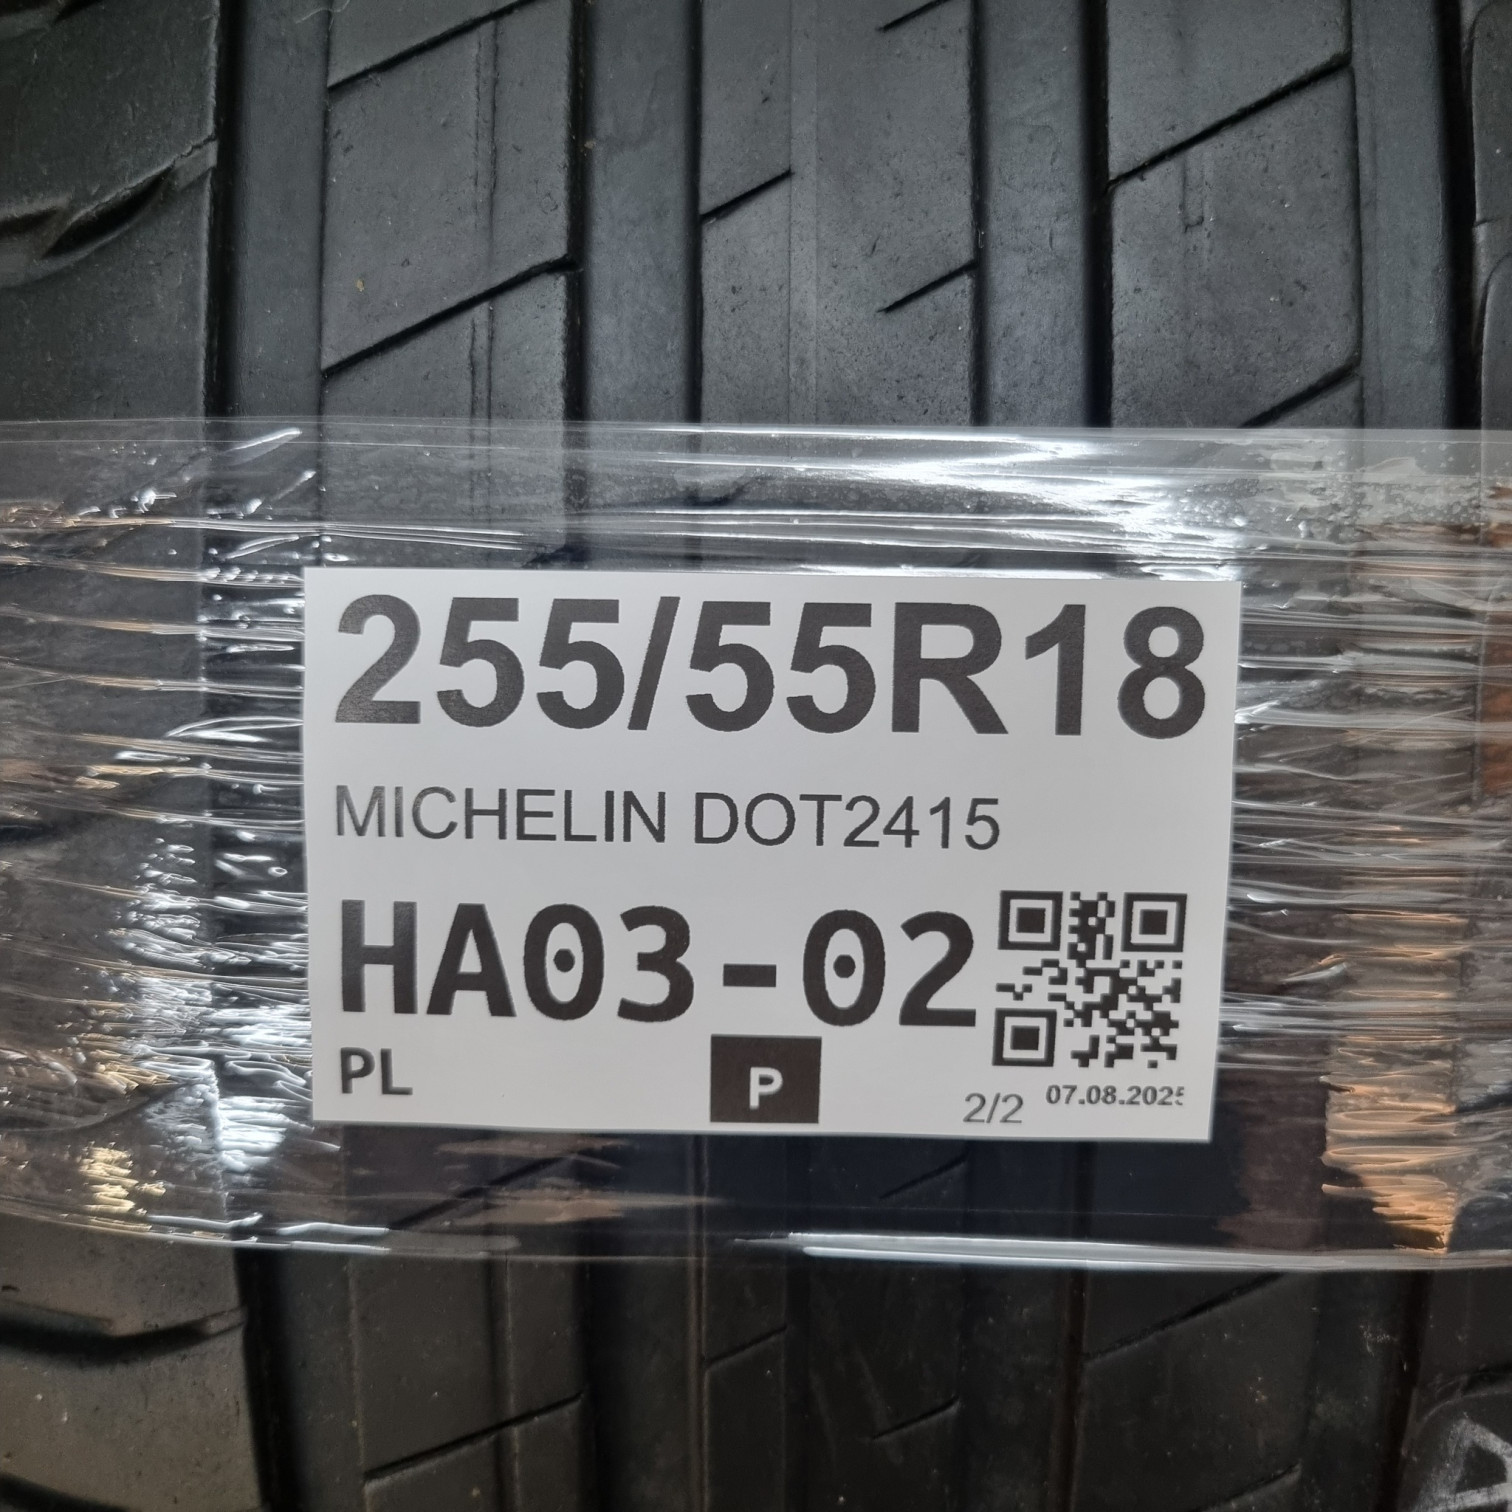 255/55R18
MICHELIN DOT2415
HA03-02
PL
P
2/2
07.08.2025